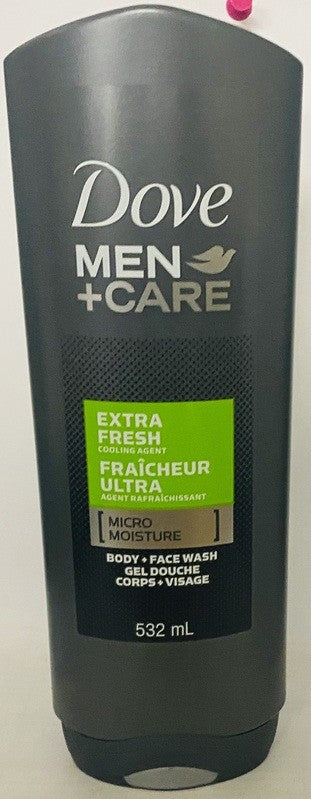 Dove
MEN
+CARE
EXTRA
FRESH
COOLING AGENT
FRAÎCHEUR
ULTRA
AGENT RAFRAÎCHISSANT
[MICRO ]
MOISTURE
BODY + FACE WASH
GEL DOUCHE
CORPS + VISAGE
532 mL